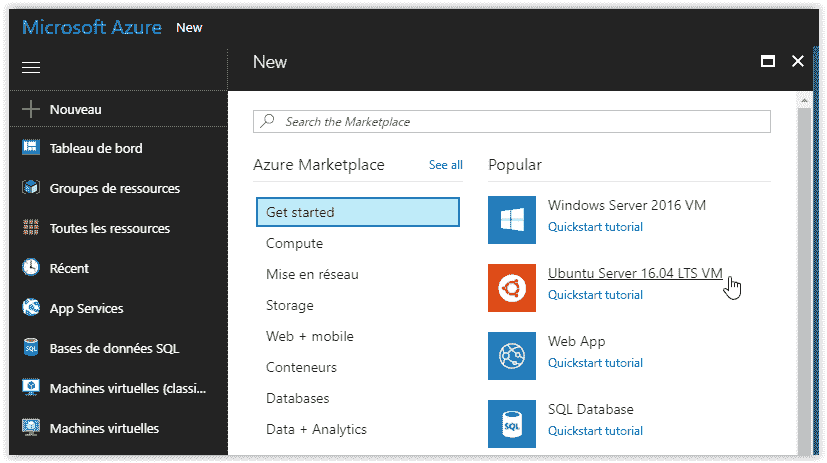 Microsoft Azure New
New
Nouveau
Tableau de bord
Groupes de ressources
Toutes les ressources
Récent
App Services
Bases de données SQL
Machines virtuelles (classi...
Machines virtuelles
Search the Marketplace
Azure Marketplace See all
Get started
Compute
Mise en réseau
Storage
Web + mobile
Conteneurs
Databases
Data + Analytics
Popular
Windows Server 2016 VM
Quickstart tutorial
Ubuntu Server 16.04 LTS VM
Quickstart tutorial
Web App
Quickstart tutorial
SQL Database
Quickstart tutorial
SQL
SQL